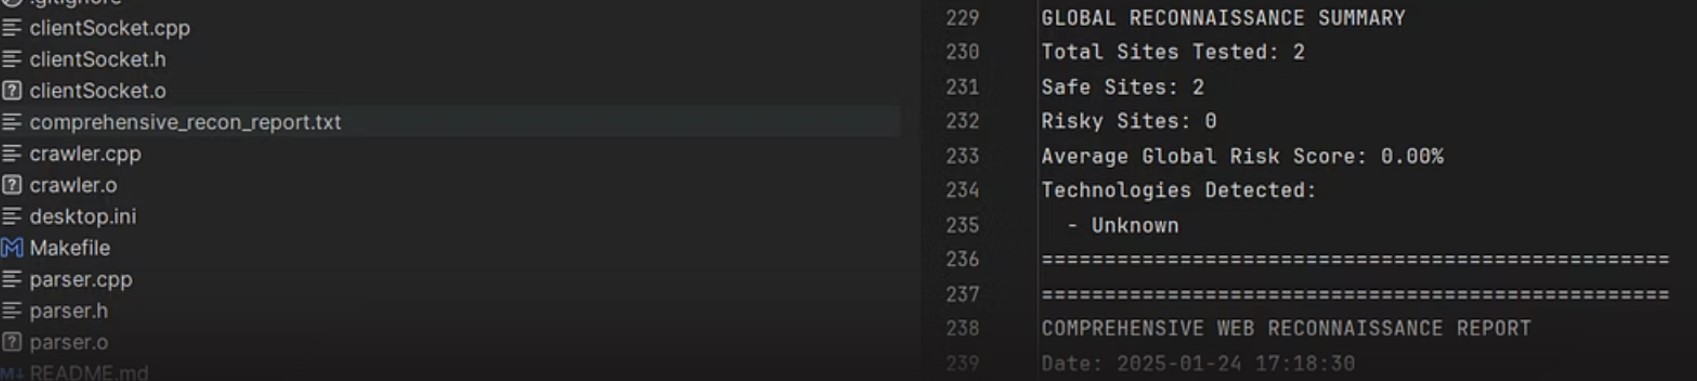 .gitignore
clientSocket.cpp
clientSocket.h
clientSocket.o
comprehensive_recon_report.txt
crawler.cpp
crawler.o
desktop.ini
Makefile
parser.cpp
parser.h
parser.o
README.md
229 GLOBAL RECONNAISSANCE SUMMARY
230 Total Sites Tested: 2
231 Safe Sites: 2
232 Risky Sites: 0
233 Average Global Risk Score: 0.00%
234 Technologies Detected:
235 - Unknown
236 ==================================================
237 ==================================================
238 COMPREHENSIVE WEB RECONNAISSANCE REPORT
239 Date: 2025-01-24 17:18:30